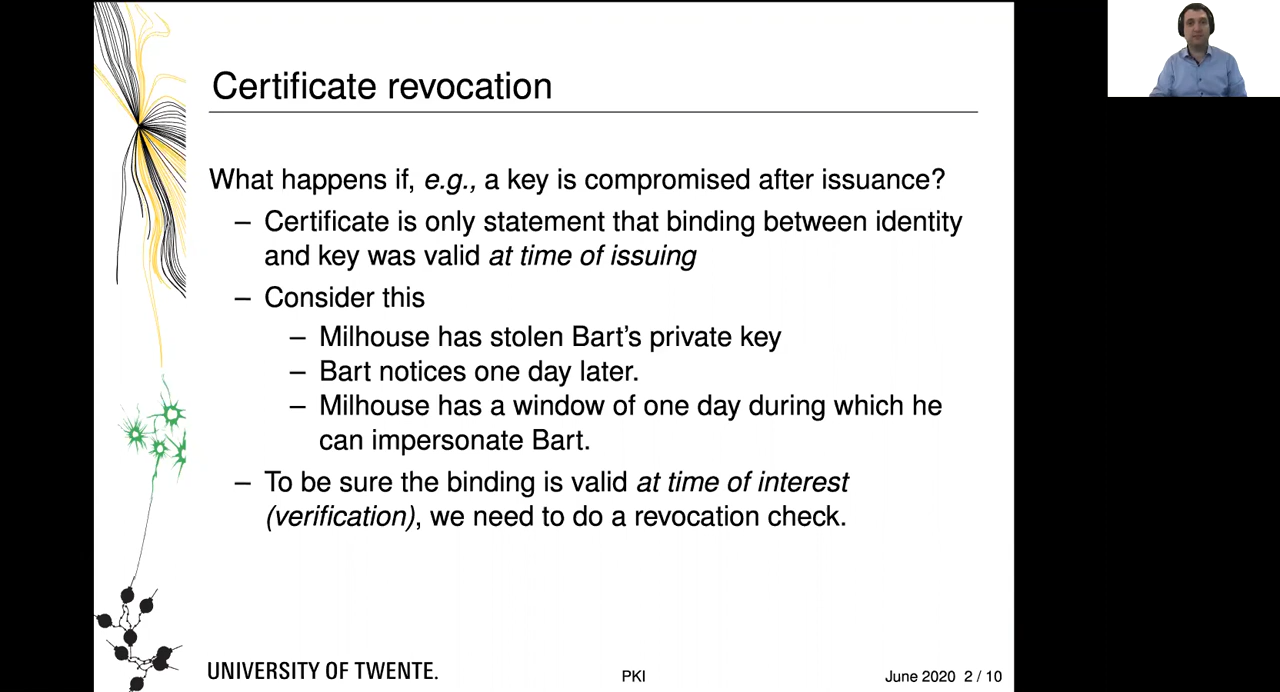 Certificate revocation
What happens if, e.g., a key is compromised after issuance?
– Certificate is only statement that binding between identity
and key was valid at time of issuing
– Consider this
– Milhouse has stolen Bart's private key
– Bart notices one day later.
– Milhouse has a window of one day during which he
can impersonate Bart.
– To be sure the binding is valid at time of interest
(verification), we need to do a revocation check.
UNIVERSITY OF TWENTE.
PKI
June 2020 2 / 10